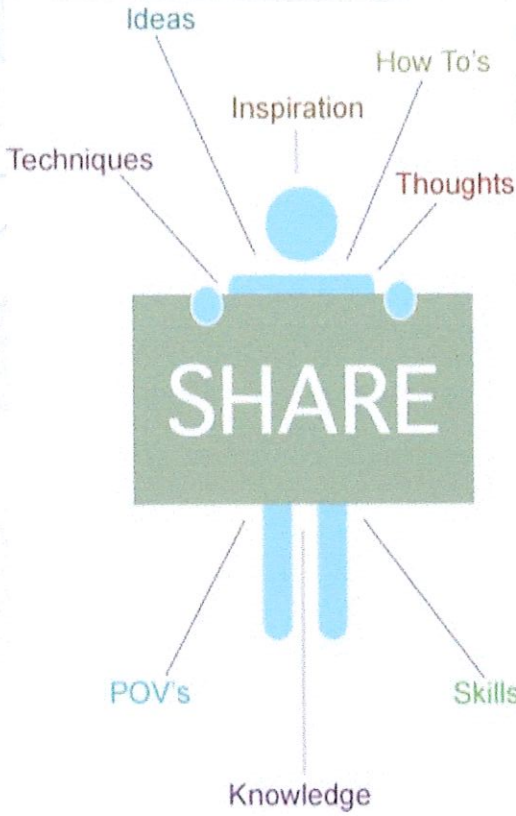 Ideas
How To's
Inspiration
Techniques
Thoughts
SHARE
POV's
Skills
Knowledge